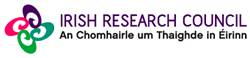 IRISH RESEARCH COUNCIL
An Chomhairle um Thaighde in Éirinn